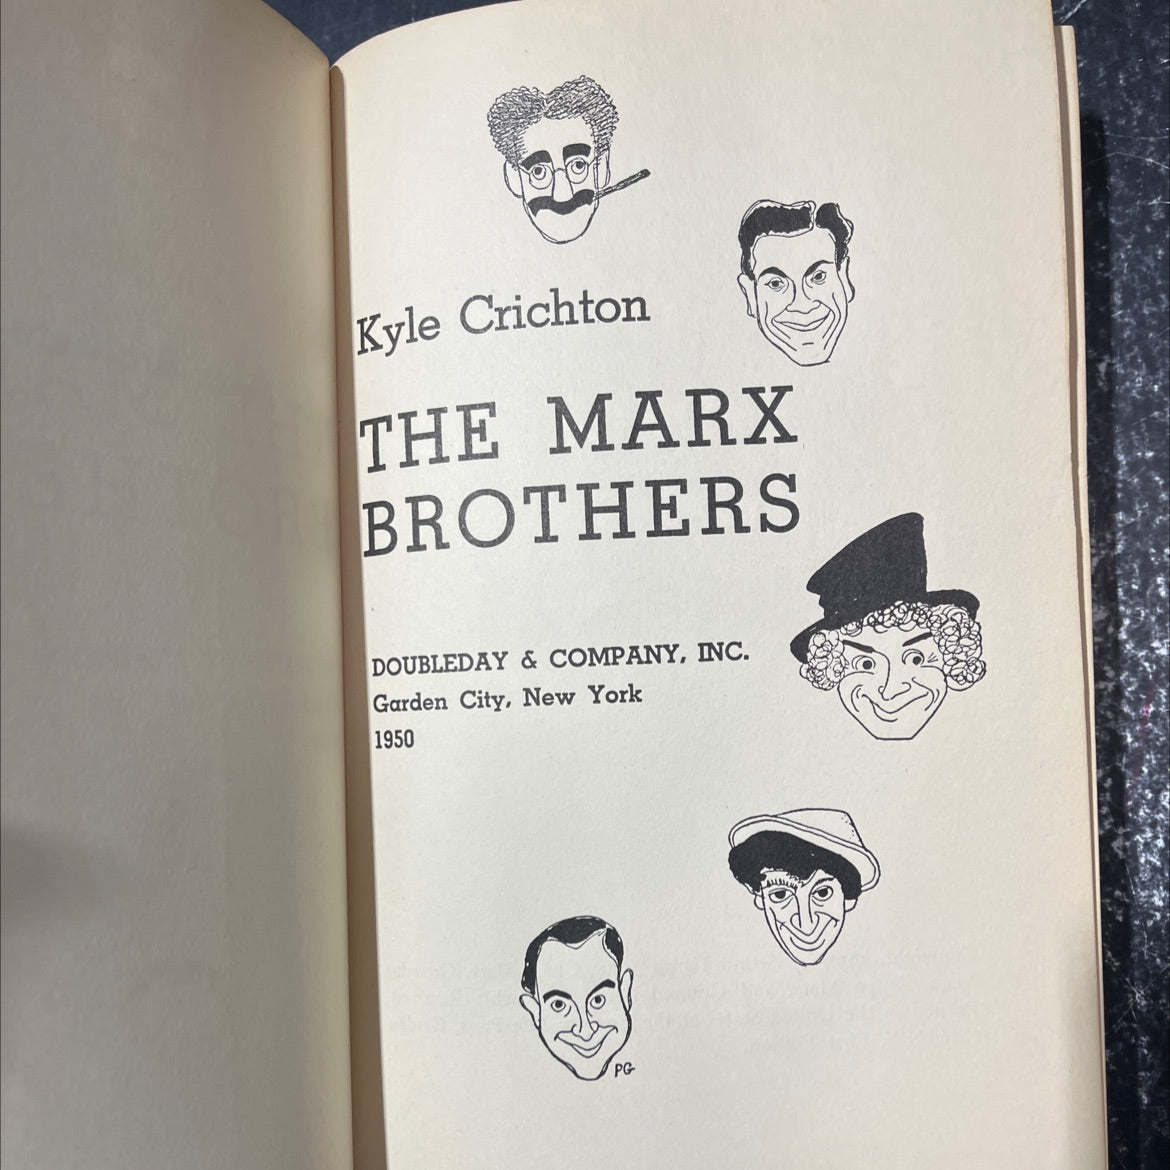 Kyle Crichton
THE MARX
BROTHERS
DOUBLEDAY & COMPANY, INC.
Garden City, New York
1950
PG